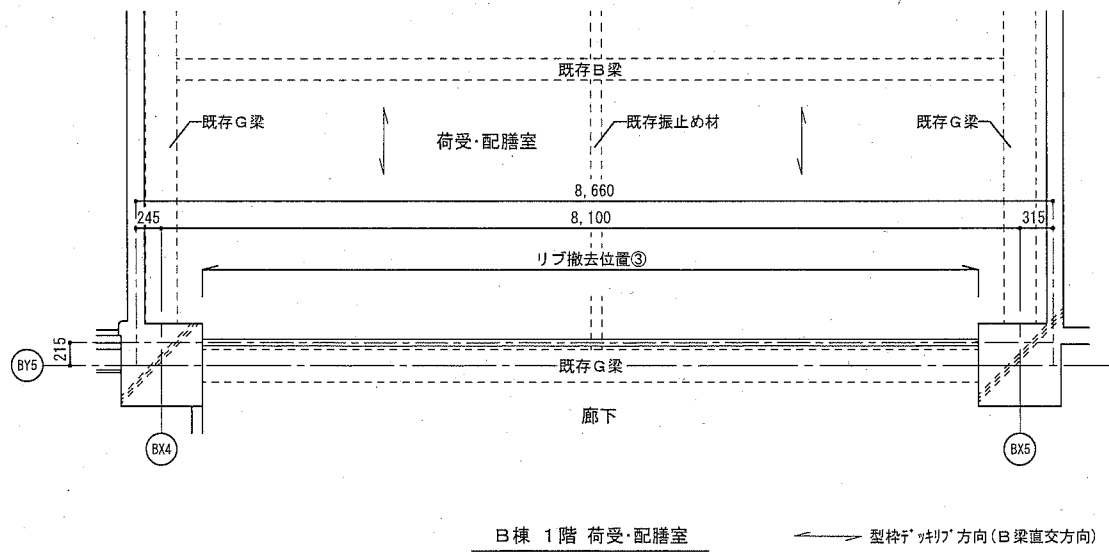 既存B梁
既存G梁
荷受・配膳室
既存振止め材
既存G梁
8,660
245
8,100
315
リブ撤去位置③
215
BY5
既存G梁
廊下
BX4
BX5
B棟 1階 荷受・配膳室
型枠ﾃﾞｯｷﾘﾌﾞ方向(B梁直交方向)